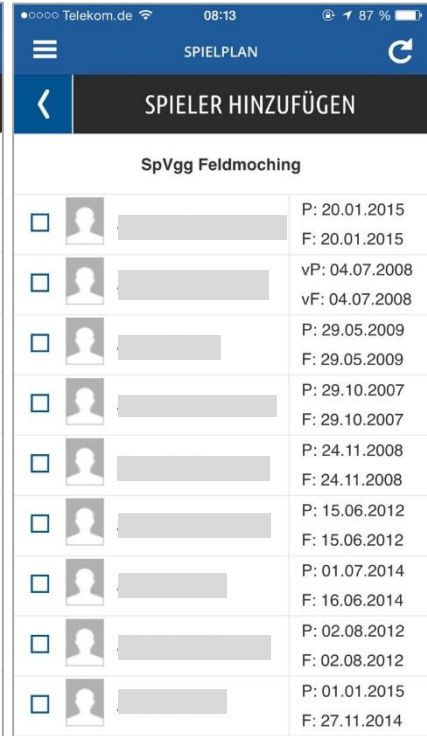 Telekom.de 08:13 87 %
SPIELPLAN
SPIELER HINZUFÜGEN
SpVgg Feldmoching
P: 20.01.2015
F: 20.01.2015
vP: 04.07.2008
vF: 04.07.2008
P: 29.05.2009
F: 29.05.2009
P: 29.10.2007
F: 29.10.2007
P: 24.11.2008
F: 24.11.2008
P: 15.06.2012
F: 15.06.2012
P: 01.07.2014
F: 16.06.2014
P: 02.08.2012
F: 02.08.2012
P: 01.01.2015
F: 27.11.2014